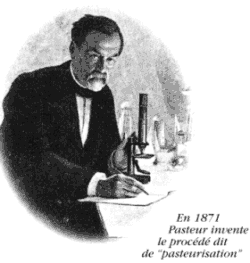 En 1871
Pasteur invente
le procédé dit
de "pasteurisation"